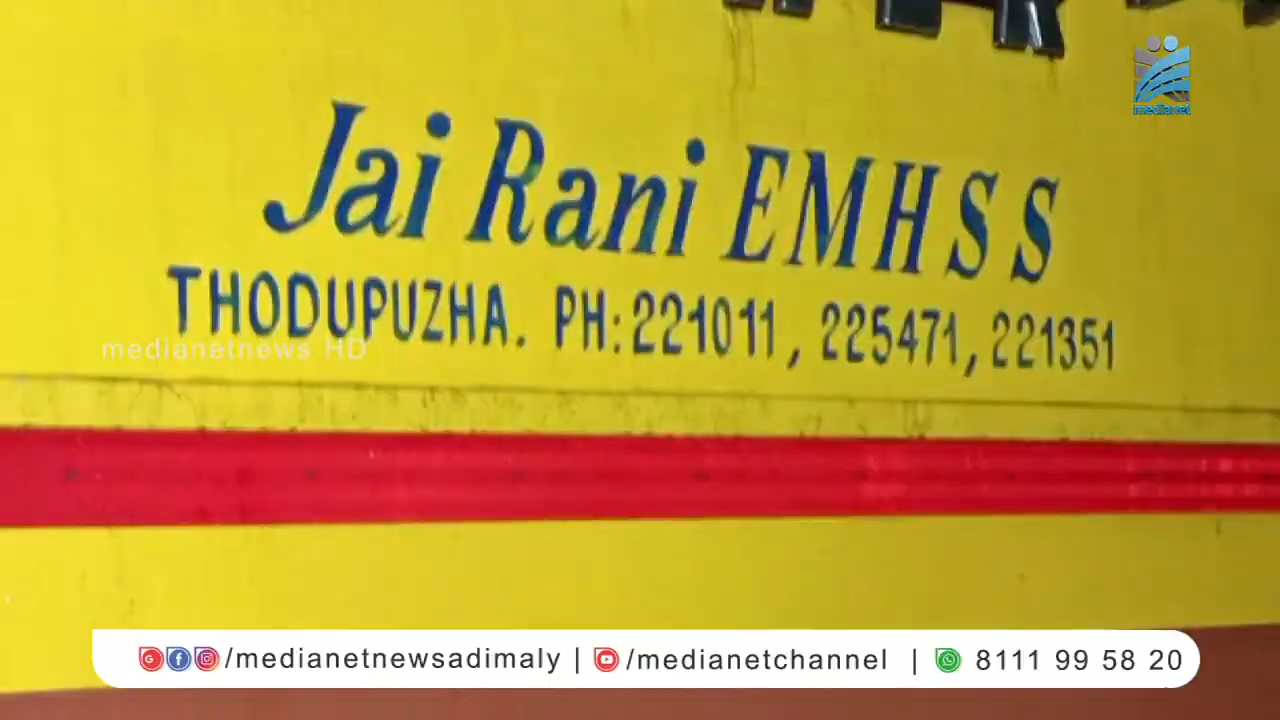 medianet
Jai Rani EMHSS
THODUPUZHA. PH: 221011, 225471, 221351
medianetnews HD
/medianetnewsadimaly | /medianetchannel | 8111 99 58 20